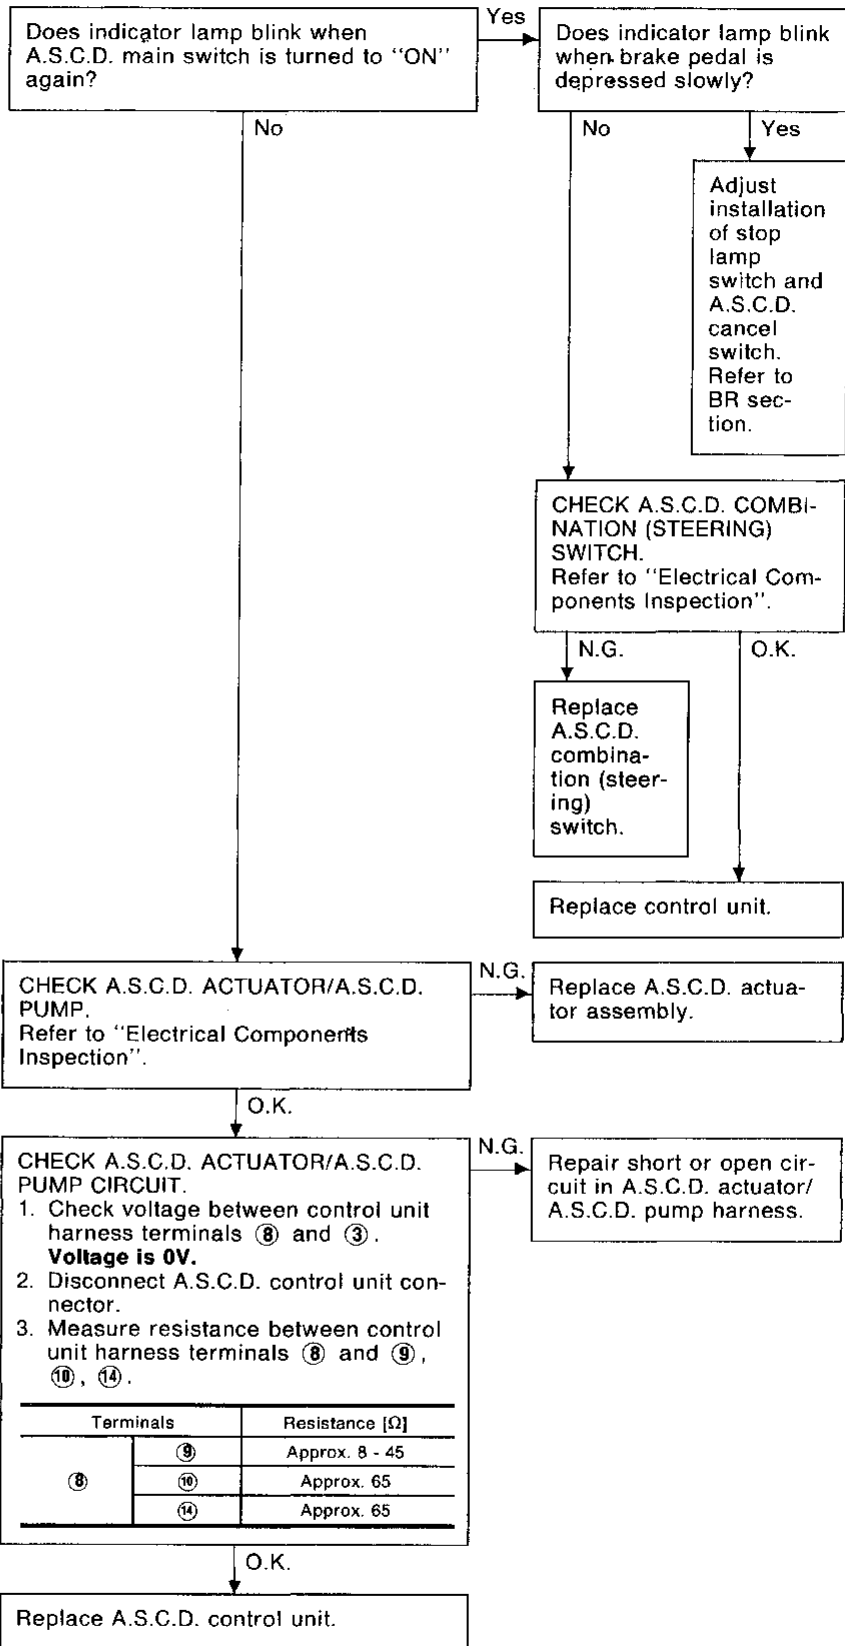 Does indicator lamp blink when
A.S.C.D. main switch is turned to "ON"
again?
Yes
Does indicator lamp blink
when brake pedal is
depressed slowly?
No
No
Yes
Adjust
installation
of stop
lamp
switch and
A.S.C.D.
cancel
switch.
Refer to
BR sec-
tion.
CHECK A.S.C.D. COMBI-
NATION (STEERING)
SWITCH.
Refer to "Electrical Com-
ponents Inspection".
N.G.
O.K.
Replace
A.S.C.D.
combina-
tion (steer-
ing)
switch.
Replace control unit.
CHECK A.S.C.D. ACTUATOR/A.S.C.D.
PUMP.
Refer to "Electrical Components
Inspection".
N.G.
Replace A.S.C.D. actua-
tor assembly.
O.K.
CHECK A.S.C.D. ACTUATOR/A.S.C.D.
PUMP CIRCUIT.
1. Check voltage between control unit
harness terminals ⑧ and ③.
Voltage is 0V.
2. Disconnect A.S.C.D. control unit con-
nector.
3. Measure resistance between control
unit harness terminals ⑧ and ⑨,
⑩, ⑭.
Terminals Resistance [Ω]
⑧ ⑨ Approx. 8 - 45
⑩ Approx. 65
⑭ Approx. 65
N.G.
Repair short or open cir-
cuit in A.S.C.D. actuator/
A.S.C.D. pump harness.
O.K.
Replace A.S.C.D. control unit.